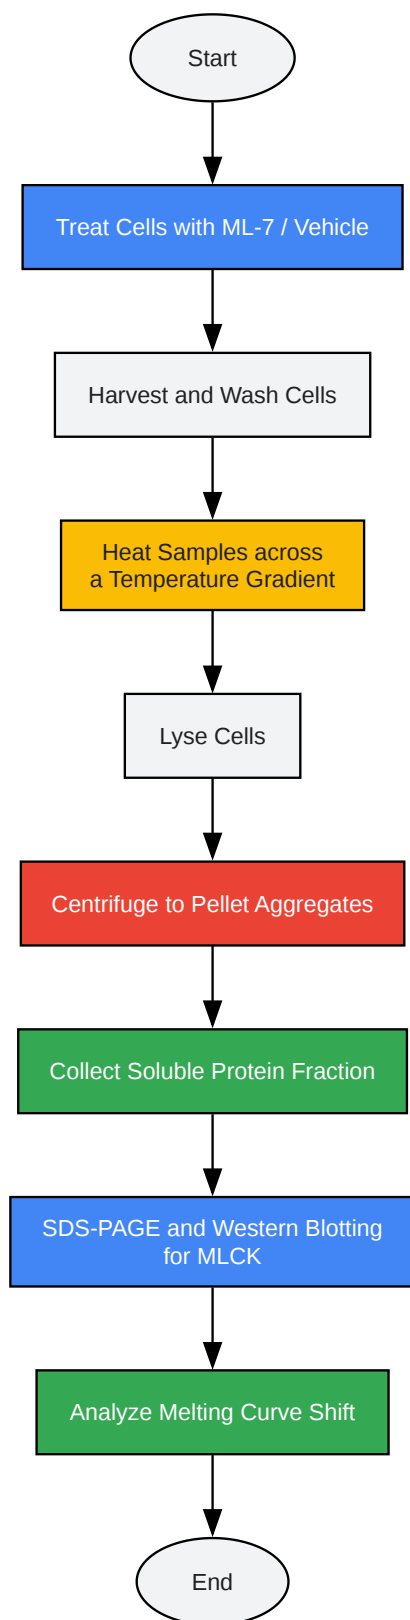 Start
Treat Cells with ML-7 / Vehicle
Harvest and Wash Cells
Heat Samples across
a Temperature Gradient
Lyse Cells
Centrifuge to Pellet Aggregates
Collect Soluble Protein Fraction
SDS-PAGE and Western Blotting
for MLCK
Analyze Melting Curve Shift
End